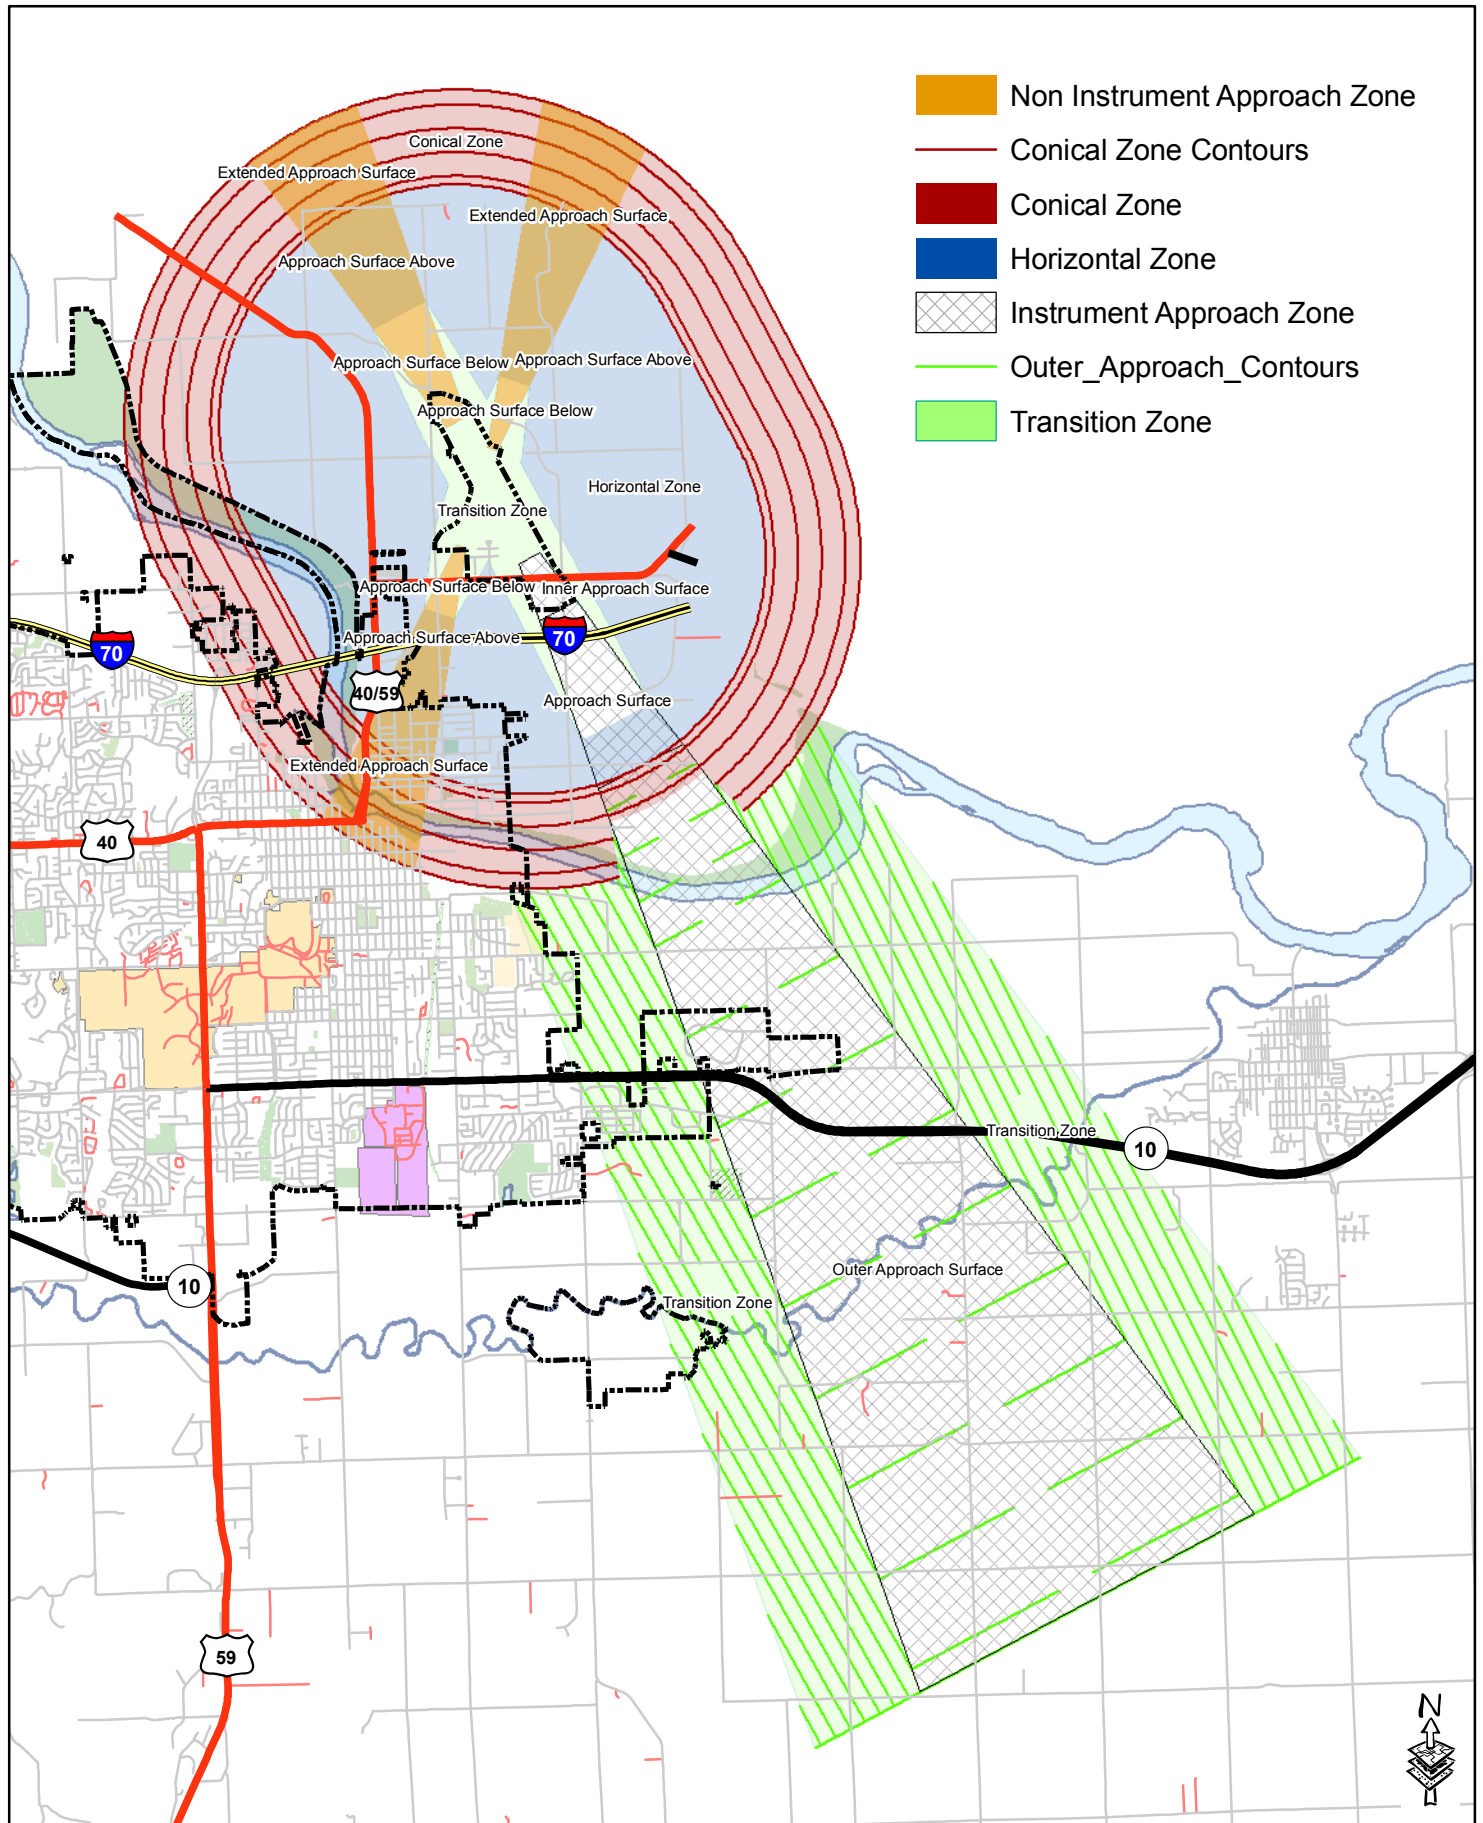 Non Instrument Approach Zone
Conical Zone Contours
Conical Zone
Horizontal Zone
Instrument Approach Zone
Outer_Approach_Contours
Transition Zone
Conical Zone
Extended Approach Surface
Extended Approach Surface
Approach Surface Above
Approach Surface Below
Approach Surface Above
Approach Surface Below
Horizontal Zone
Transition Zone
Approach Surface Below
Inner Approach Surface
Approach Surface Above
70
70
40/59
Approach Surface
Extended Approach Surface
40
Transition Zone
10
Outer Approach Surface
10
Transition Zone
59
N